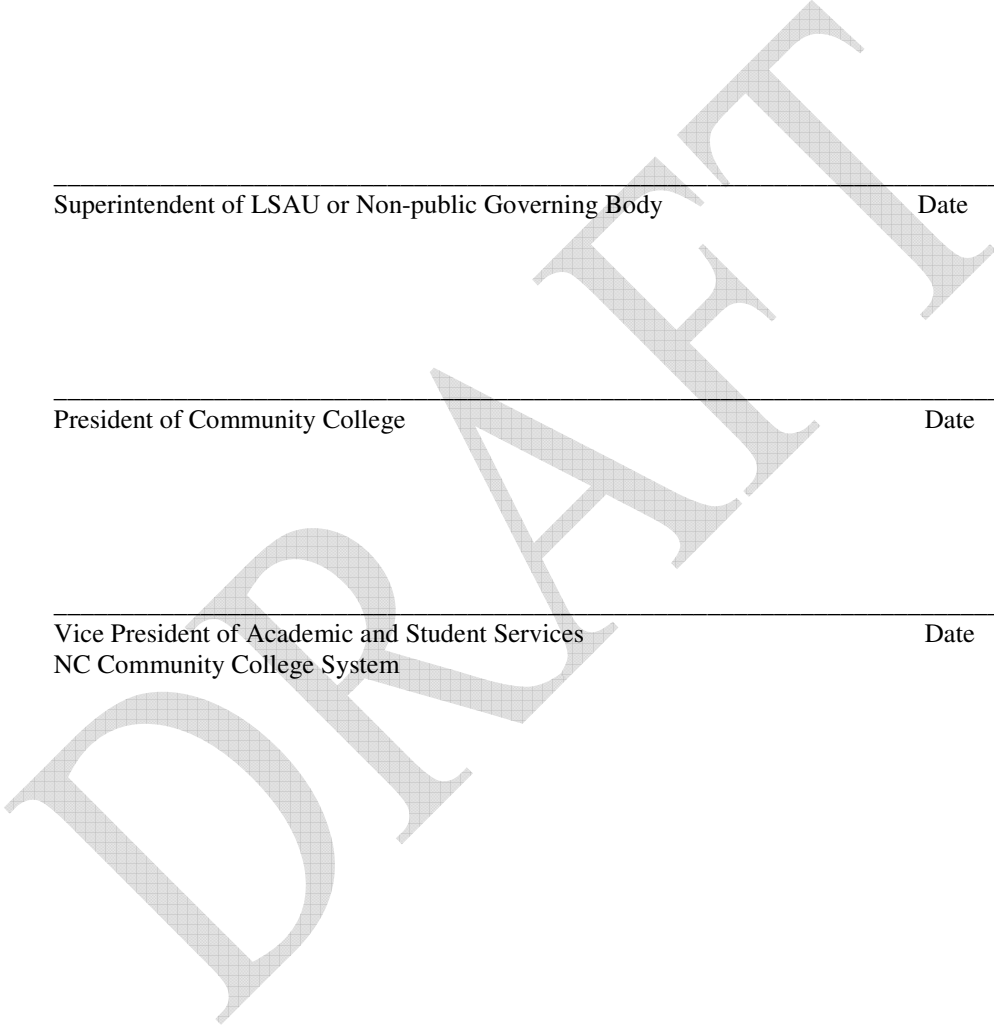 Superintendent of LSAU or Non-public Governing Body Date
President of Community College Date
Vice President of Academic and Student Services Date
NC Community College System
DRAFT